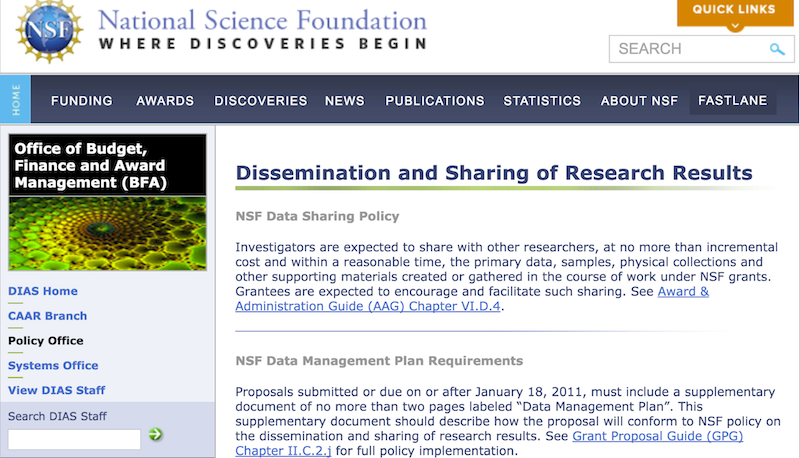 NSF
National Science Foundation
WHERE DISCOVERIES BEGIN
QUICK LINKS
SEARCH
HOME
FUNDING AWARDS DISCOVERIES NEWS PUBLICATIONS STATISTICS ABOUT NSF FASTLANE
Office of Budget,
Finance and Award
Management (BFA)
DIAS Home
CAAR Branch
Policy Office
Systems Office
View DIAS Staff
Search DIAS Staff
Dissemination and Sharing of Research Results
NSF Data Sharing Policy
Investigators are expected to share with other researchers, at no more than incremental
cost and within a reasonable time, the primary data, samples, physical collections and
other supporting materials created or gathered in the course of work under NSF grants.
Grantees are expected to encourage and facilitate such sharing. See Award &
Administration Guide (AAG) Chapter VI.D.4.
NSF Data Management Plan Requirements
Proposals submitted or due on or after January 18, 2011, must include a supplementary
document of no more than two pages labeled “Data Management Plan”. This
supplementary document should describe how the proposal will conform to NSF policy on
the dissemination and sharing of research results. See Grant Proposal Guide (GPG)
Chapter II.C.2.j for full policy implementation.